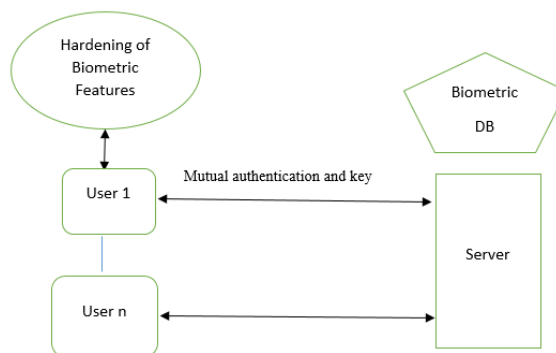 Hardening of
Biometric
Features
Biometric
DB
User 1
Mutual authentication and key
Server
User n